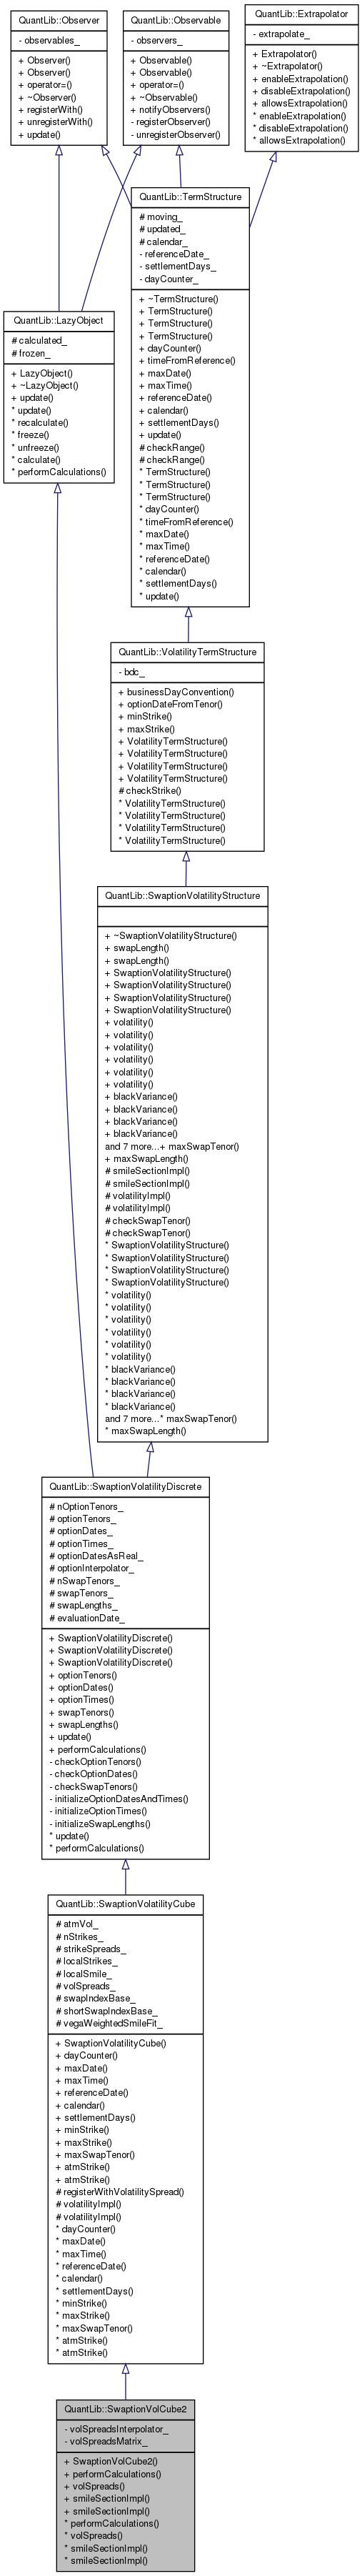 QuantLib::Observer
- observables_
+ Observer()
+ Observer()
+ operator=()
+ ~Observer()
+ registerWith()
+ unregisterWith()
+ update()
QuantLib::Observable
- observers_
+ Observable()
+ Observable()
+ operator=()
+ ~Observable()
+ notifyObservers()
- registerObserver()
- unregisterObserver()
QuantLib::Extrapolator
- extrapolate_
+ Extrapolator()
+ ~Extrapolator()
+ enableExtrapolation()
+ disableExtrapolation()
+ allowsExtrapolation()
* enableExtrapolation()
* disableExtrapolation()
* allowsExtrapolation()
QuantLib::TermStructure
# moving_
# updated_
# calendar_
- referenceDate_
- settlementDays_
- dayCounter_
+ ~TermStructure()
+ TermStructure()
+ TermStructure()
+ TermStructure()
+ dayCounter()
+ timeFromReference()
+ maxDate()
+ maxTime()
+ referenceDate()
+ calendar()
+ settlementDays()
+ update()
# checkRange()
# checkRange()
* TermStructure()
* TermStructure()
* TermStructure()
* dayCounter()
* timeFromReference()
* maxDate()
* maxTime()
* referenceDate()
* calendar()
* settlementDays()
* update()
QuantLib::LazyObject
# calculated_
# frozen_
+ LazyObject()
+ ~LazyObject()
+ update()
* update()
* recalculate()
* freeze()
* unfreeze()
* calculate()
* performCalculations()
QuantLib::VolatilityTermStructure
- bdc_
+ businessDayConvention()
+ optionDateFromTenor()
+ minStrike()
+ maxStrike()
+ VolatilityTermStructure()
+ VolatilityTermStructure()
+ VolatilityTermStructure()
+ VolatilityTermStructure()
# checkStrike()
* VolatilityTermStructure()
* VolatilityTermStructure()
* VolatilityTermStructure()
* VolatilityTermStructure()
QuantLib::SwaptionVolatilityStructure
+ ~SwaptionVolatilityStructure()
+ swapLength()
+ swapLength()
+ SwaptionVolatilityStructure()
+ SwaptionVolatilityStructure()
+ SwaptionVolatilityStructure()
+ SwaptionVolatilityStructure()
+ volatility()
+ volatility()
+ volatility()
+ volatility()
+ volatility()
+ volatility()
+ blackVariance()
+ blackVariance()
+ blackVariance()
+ blackVariance()
and 7 more...+ maxSwapTenor()
+ maxSwapLength()
# smileSectionImpl()
# smileSectionImpl()
# volatilityImpl()
# volatilityImpl()
# checkSwapTenor()
# checkSwapTenor()
* SwaptionVolatilityStructure()
* SwaptionVolatilityStructure()
* SwaptionVolatilityStructure()
* SwaptionVolatilityStructure()
* volatility()
* volatility()
* volatility()
* volatility()
* volatility()
* volatility()
* blackVariance()
* blackVariance()
* blackVariance()
* blackVariance()
and 7 more...* maxSwapTenor()
* maxSwapLength()
QuantLib::SwaptionVolatilityDiscrete
# nOptionTenors_
# optionTenors_
# optionDates_
# optionTimes_
# optionDatesAsReal_
# optionInterpolator_
# nSwapTenors_
# swapTenors_
# swapLengths_
# evaluationDate_
+ SwaptionVolatilityDiscrete()
+ SwaptionVolatilityDiscrete()
+ SwaptionVolatilityDiscrete()
+ optionTenors()
+ optionDates()
+ optionTimes()
+ swapTenors()
+ swapLengths()
+ update()
+ performCalculations()
- checkOptionTenors()
- checkOptionDates()
- checkSwapTenors()
- initializeOptionDatesAndTimes()
- initializeOptionTimes()
- initializeSwapLengths()
* update()
* performCalculations()
QuantLib::SwaptionVolatilityCube
# atmVol_
# nStrikes_
# strikeSpreads_
# localStrikes_
# localSmile_
# volSpreads_
# swapIndexBase_
# shortSwapIndexBase_
# vegaWeightedSmileFit_
+ SwaptionVolatilityCube()
+ dayCounter()
+ maxDate()
+ maxTime()
+ referenceDate()
+ calendar()
+ settlementDays()
+ minStrike()
+ maxStrike()
+ maxSwapTenor()
+ atmStrike()
+ atmStrike()
# registerWithVolatilitySpread()
# volatilityImpl()
# volatilityImpl()
* dayCounter()
* maxDate()
* maxTime()
* referenceDate()
* calendar()
* settlementDays()
* minStrike()
* maxStrike()
* maxSwapTenor()
* atmStrike()
* atmStrike()
QuantLib::SwaptionVolCube2
- volSpreadsInterpolator_
- volSpreadsMatrix_
+ SwaptionVolCube2()
+ performCalculations()
+ volSpreads()
+ smileSectionImpl()
+ smileSectionImpl()
* performCalculations()
* volSpreads()
* smileSectionImpl()
* smileSectionImpl()